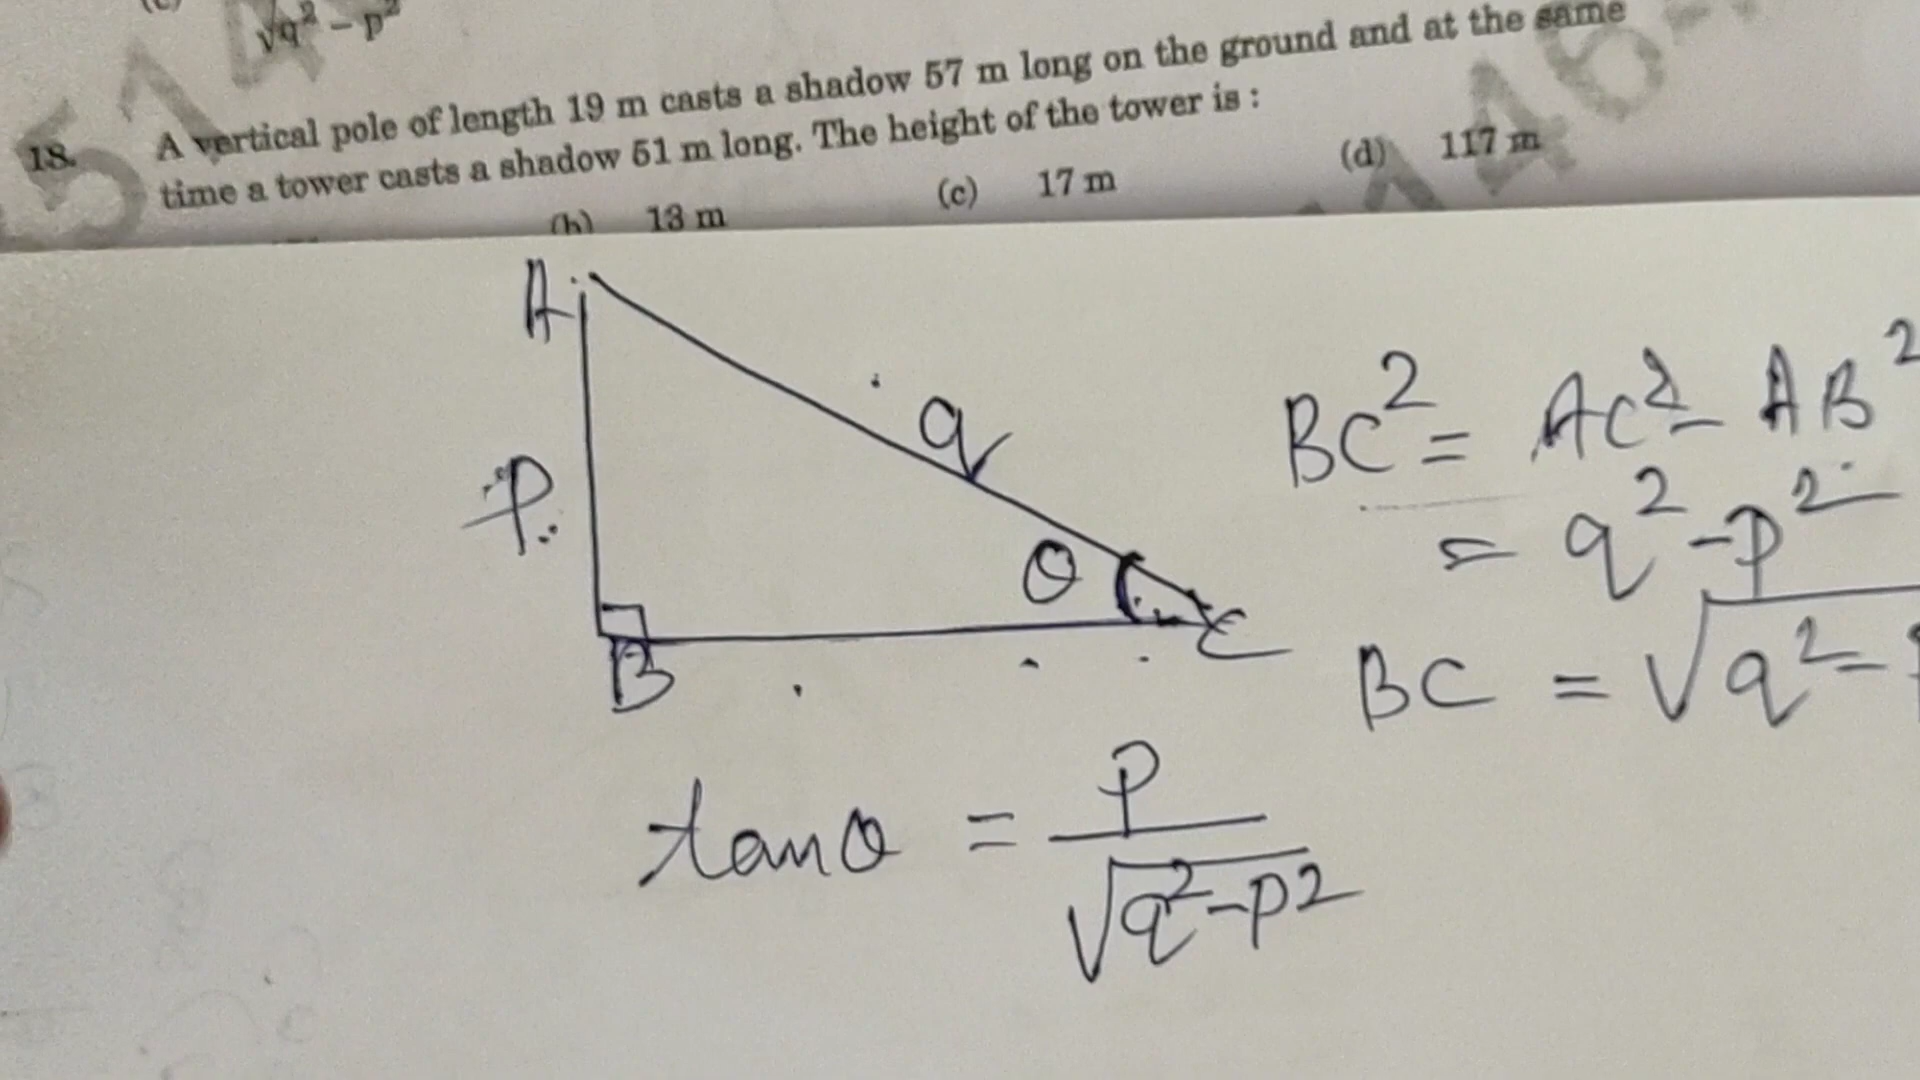 √q² – p²
18. A vertical pole of length 19 m casts a shadow 57 m long on the ground and at the same
time a tower casts a shadow 51 m long. The height of the tower is :
(b) 13 m (c) 17 m (d) 117 m
A
q
P
θ
B
C
BC² = AC² – AB²
= q² – p²
BC = √q² –
tanθ = P
√q² – p2